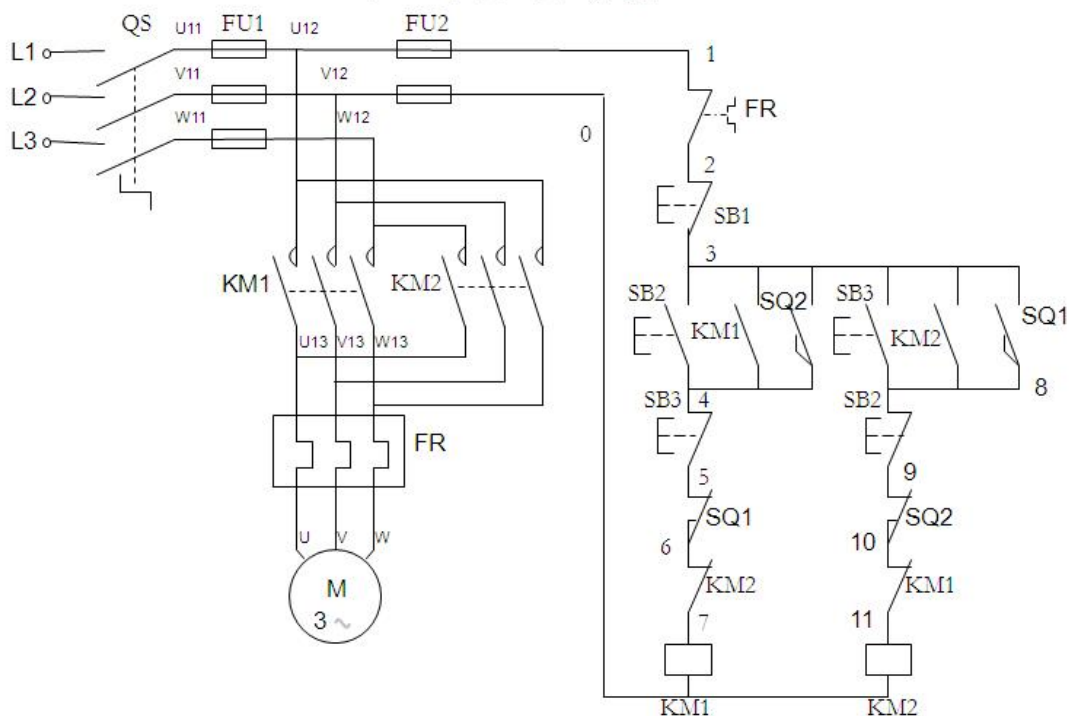 QS U11 FU1 U12 FU2
L1 1
V11 V12
L2
W11 W12 0 FR
L3
2
SB1
3
KM1 KM2 SB2 KM1 SQ2 SB3 KM2 SQ1
U13 V13 W13
4 8
SB3 SB2
FR
5 9
SQ1 SQ2
U V W 6 10
M KM2 KM1
3 ~ 7 11
KM1 KM2